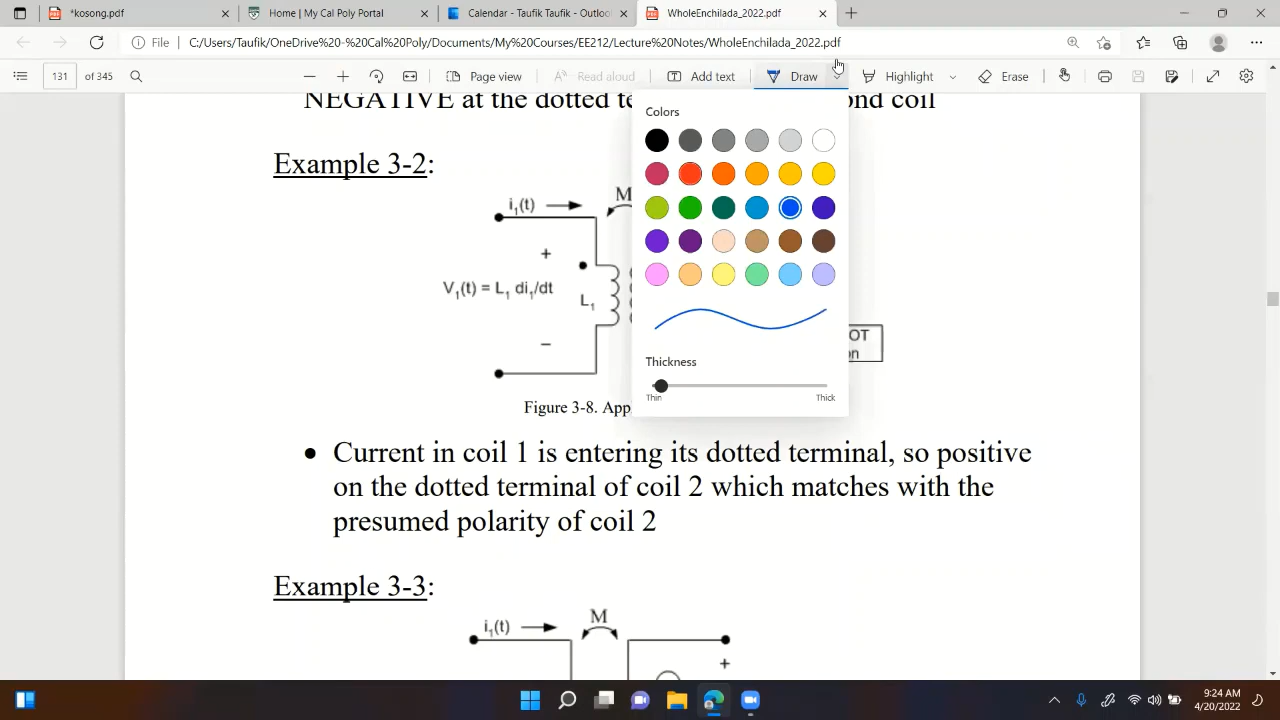 *kosong.pdf
Home | My Cal Poly Portal
Calendar - Taufik Taufik - Outloo
WholeEnchilada_2022.pdf
File
C:/Users/Taufik/OneDrive%20-%20Cal%20Poly/Documents/My%20Courses/EE212/Lecture%20Notes/WholeEnchilada_2022.pdf
131 of 345
Page view
Read aloud
Add text
Draw
Highlight
Erase
NEGATIVE at the dotted te
ond coil
Colors
Example 3-2:
i₁(t)
M
+
V₁(t) = L₁ di₁/dt
L₁
−
OT
on
Thickness
Thin
Thick
Figure 3-8. App
• Current in coil 1 is entering its dotted terminal, so positive
on the dotted terminal of coil 2 which matches with the
presumed polarity of coil 2
Example 3-3:
i₁(t)
M
+
9:24 AM
4/20/2022